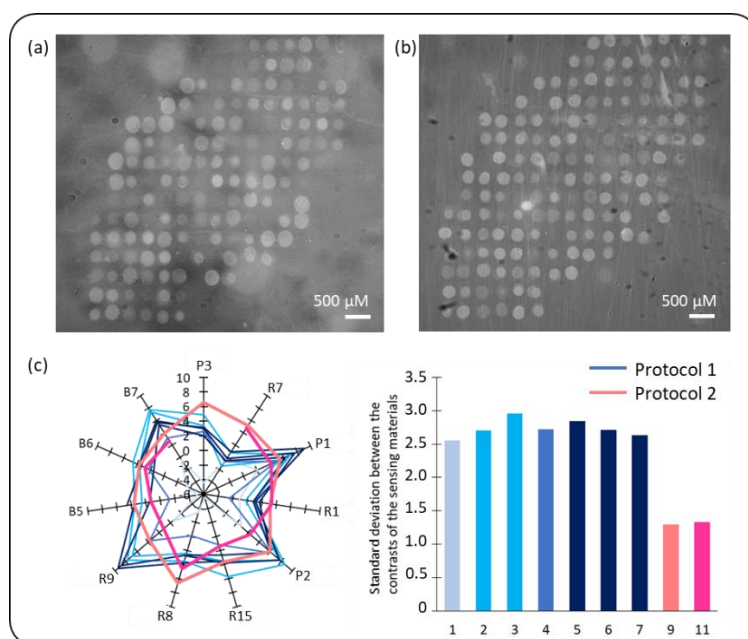 (a)
(b)
500 µM
500 µM
(c)
P3
R7
P1
R1
P2
R15
R8
R9
B5
B6
B7
10
8
6
4
2
0
-2
-4
-6
Protocol 1
Protocol 2
Standard deviation between the
contrasts of the sensing materials
3.5
3.0
2.5
2.0
1.5
1.0
0.5
0
1 2 3 4 5 6 7 9 11